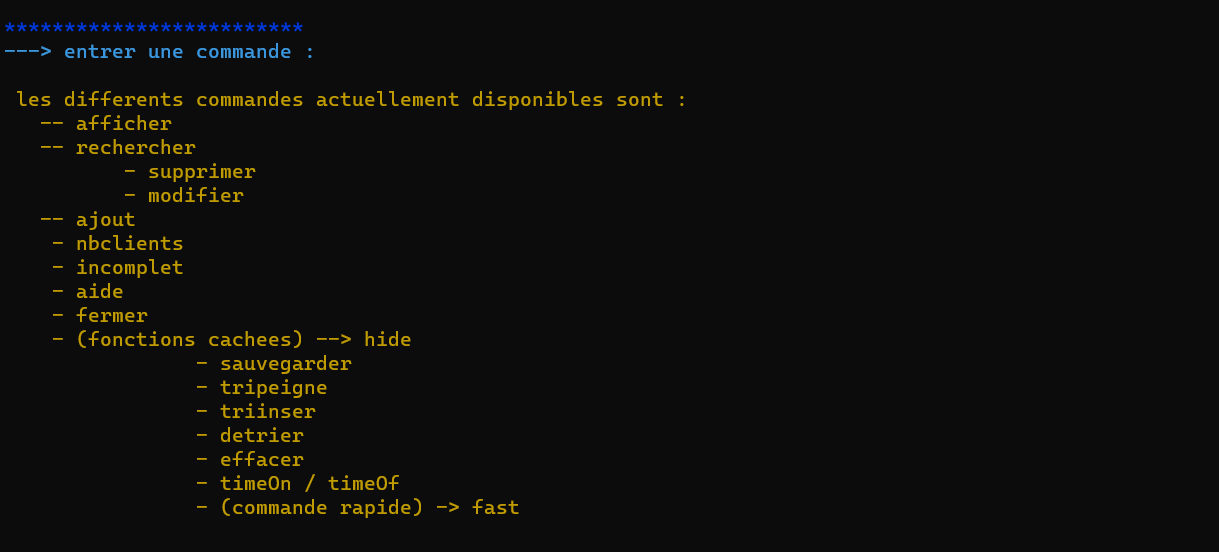 *************************
---> entrer une commande :
les differents commandes actuellement disponibles sont :
-- afficher
-- rechercher
- supprimer
- modifier
-- ajout
- nbclients
- incomplet
- aide
- fermer
- (fonctions cachees) --> hide
- sauvegarder
- tripeigne
- triinser
- detrier
- effacer
- timeOn / timeOf
- (commande rapide) -> fast